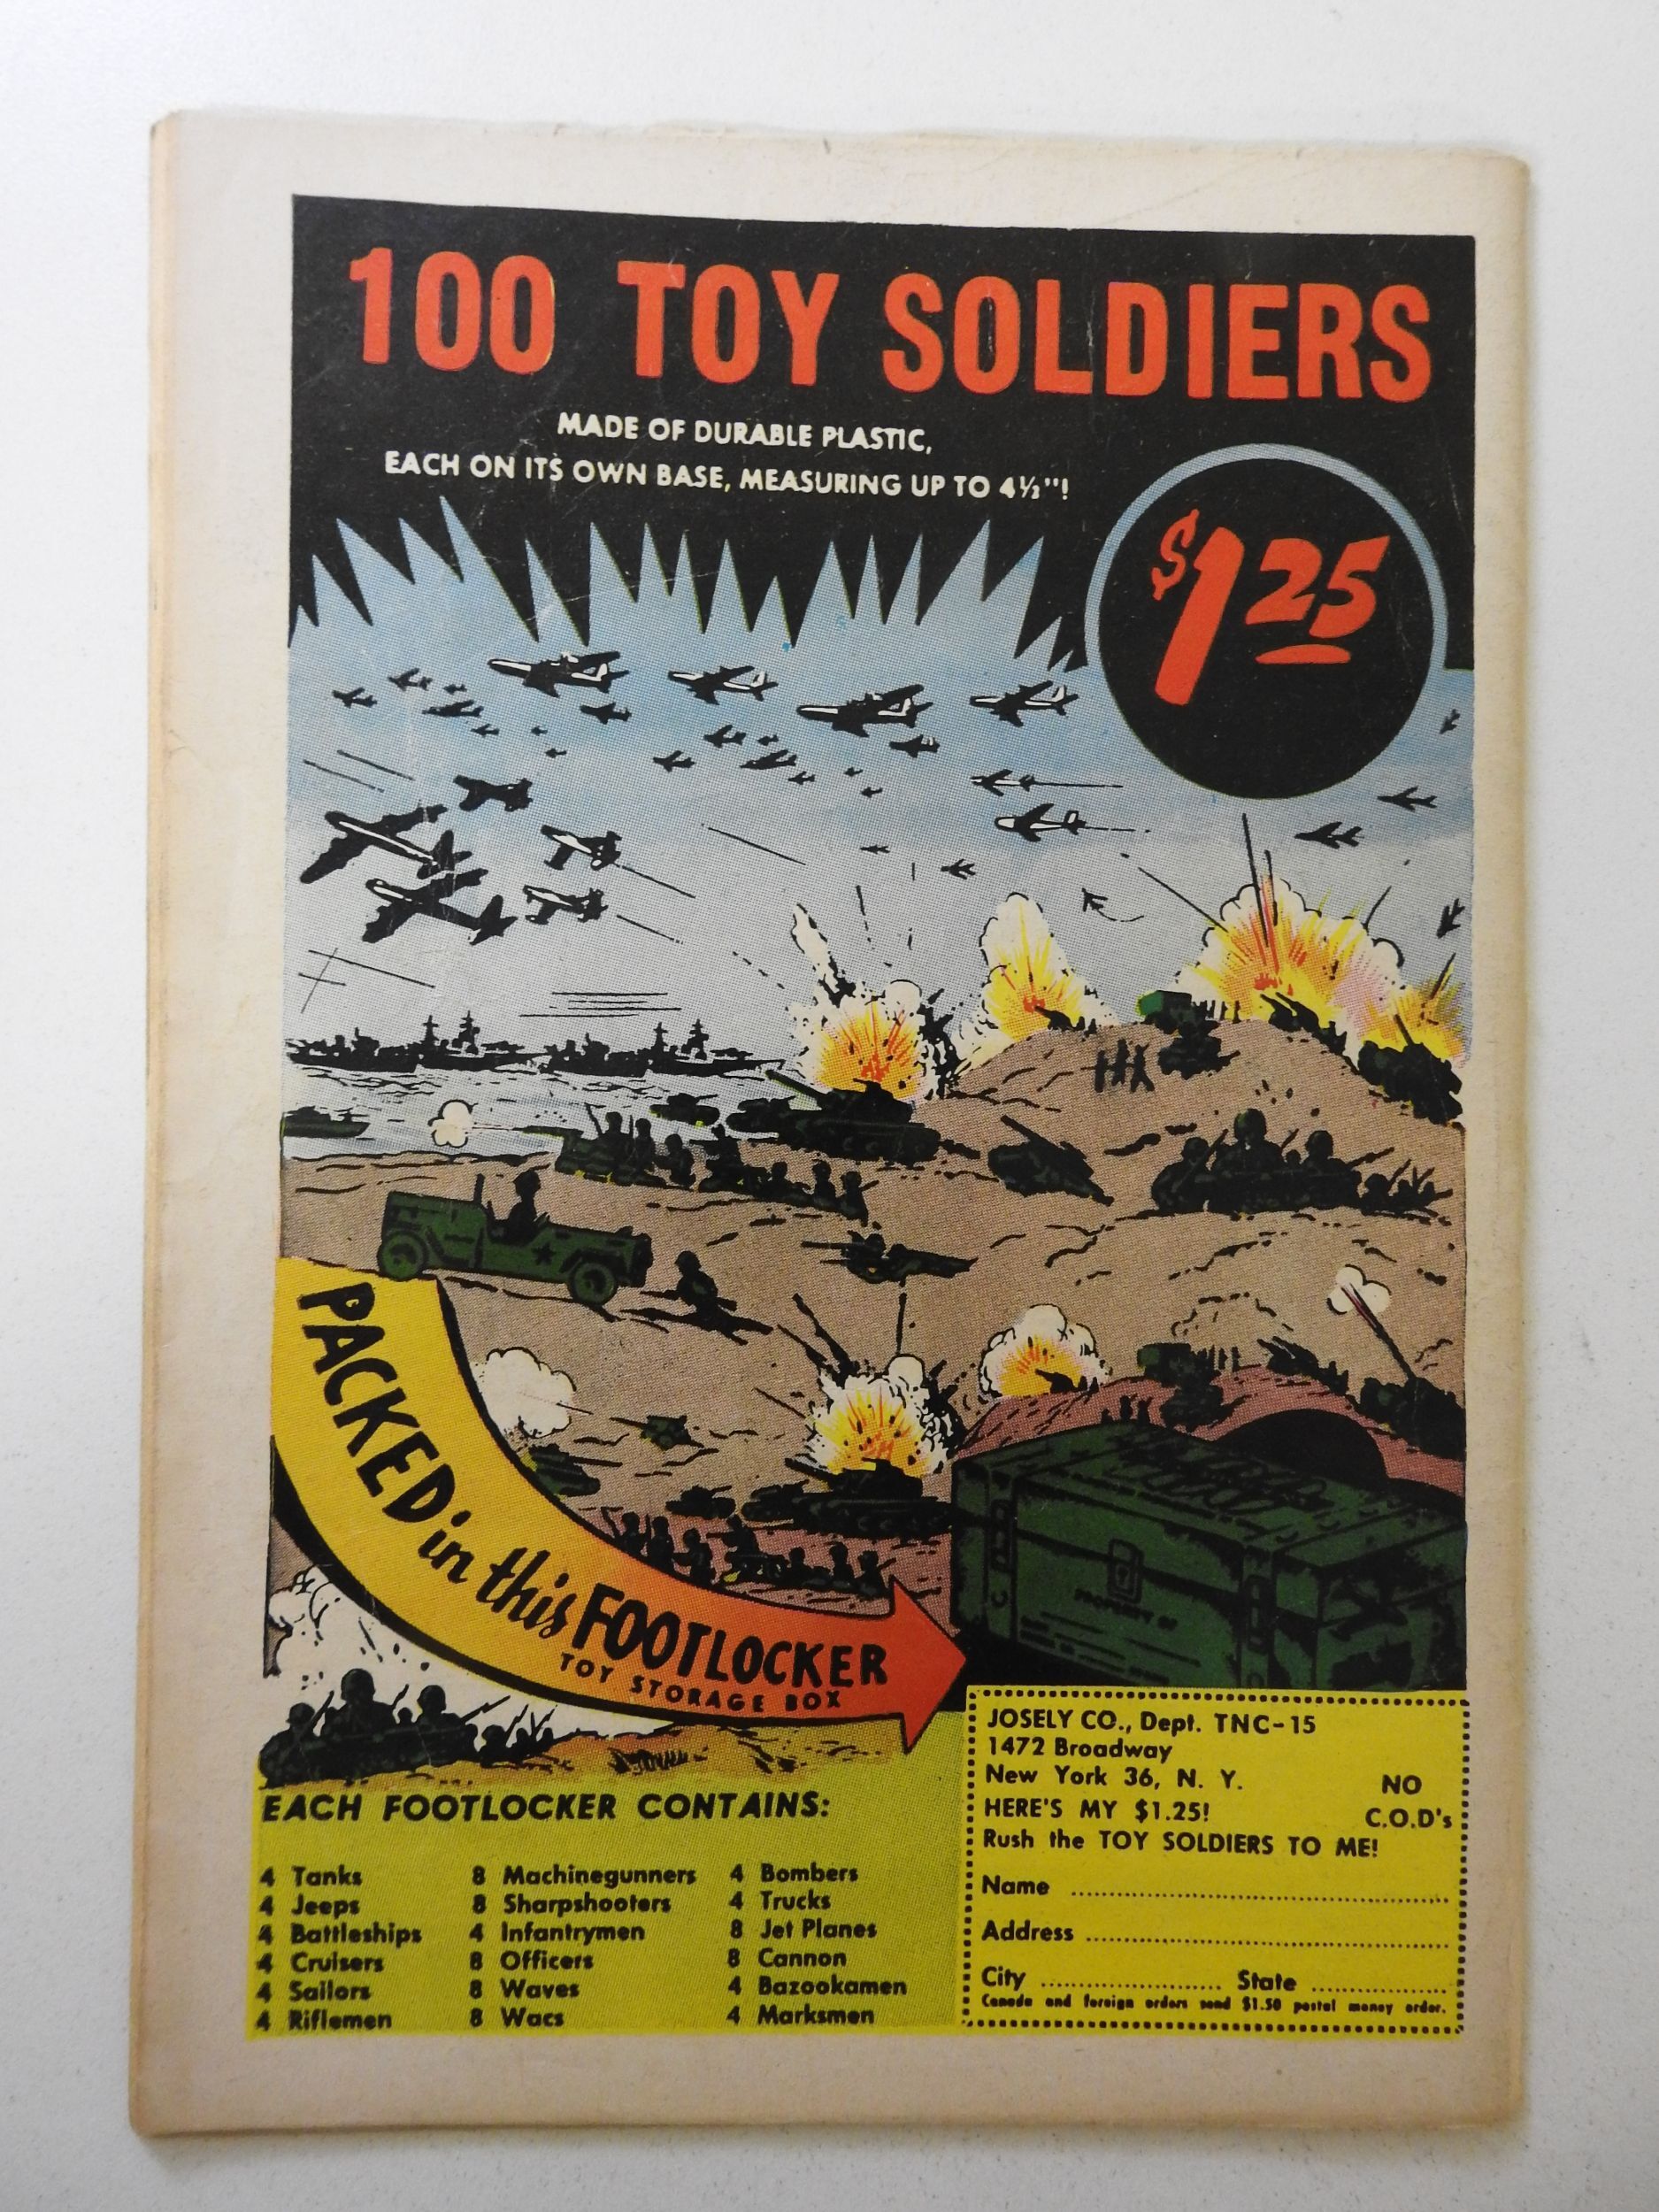 100 TOY SOLDIERS
MADE OF DURABLE PLASTIC,
EACH ON ITS OWN BASE, MEASURING UP TO 4½"!
$1 25
PACKED in this FOOTLOCKER
TOY STORAGE BOX
PROPERTY OF
EACH FOOTLOCKER CONTAINS:
4 Tanks
4 Jeeps
4 Battleships
4 Cruisers
4 Sailors
4 Riflemen
8 Machinegunners
8 Sharpshooters
4 Infantrymen
8 Officers
8 Waves
8 Wacs
4 Bombers
4 Trucks
8 Jet Planes
8 Cannon
4 Bazookamen
4 Marksmen
JOSELY CO., Dept. TNC-15
1472 Broadway
New York 36, N. Y.
HERE'S MY $1.25!
Rush the TOY SOLDIERS TO ME!
NO
C.O.D's
Name
Address
City State
Canada and foreign orders send $1.50 postal money order.